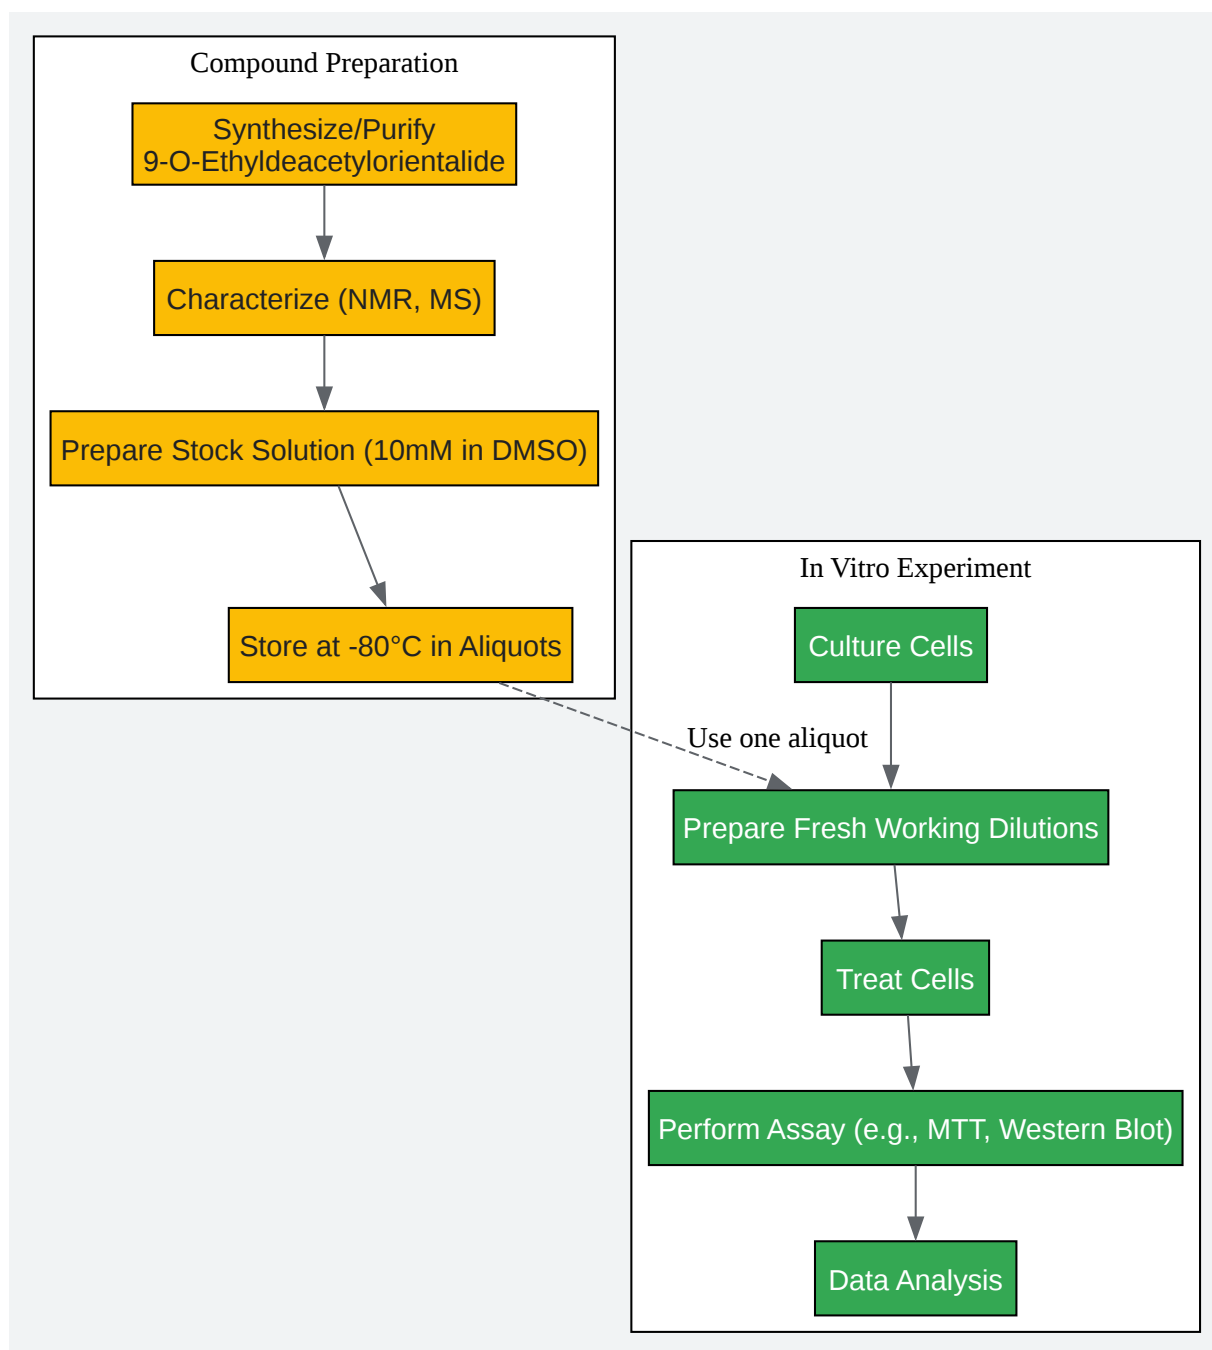 Compound Preparation
Synthesize/Purify
9-O-Ethyldeacetylorientalide
Characterize (NMR, MS)
Prepare Stock Solution (10mM in DMSO)
Store at -80°C in Aliquots
In Vitro Experiment
Culture Cells
Use one aliquot
Prepare Fresh Working Dilutions
Treat Cells
Perform Assay (e.g., MTT, Western Blot)
Data Analysis